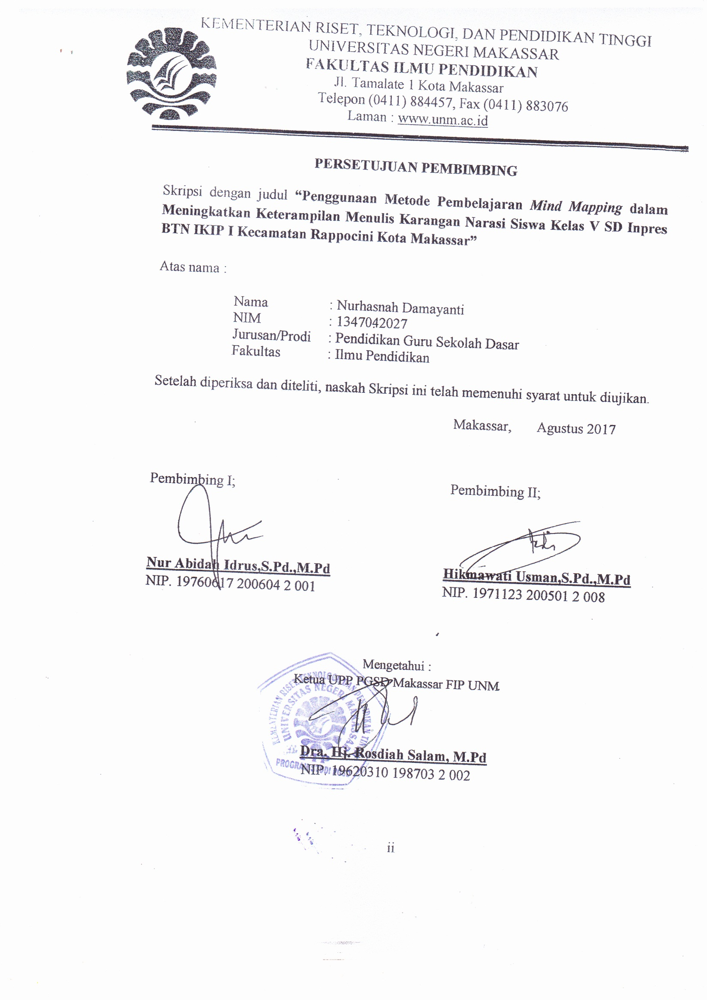 KEMENTERIAN RISET, TEKNOLOGI, DAN PENDIDIKAN TINGGI
UNIVERSITAS NEGERI MAKASSAR
FAKULTAS ILMU PENDIDIKAN
Jl. Tamalate 1 Kota Makassar
Telepon (0411) 884457, Fax (0411) 883076
Laman : www.unm.ac.id
PERSETUJUAN PEMBIMBING
Skripsi dengan judul “Penggunaan Metode Pembelajaran Mind Mapping dalam
Meningkatkan Keterampilan Menulis Karangan Narasi Siswa Kelas V SD Inpres
BTN IKIP I Kecamatan Rappocini Kota Makassar”
Atas nama :
Nama : Nurhasnah Damayanti
NIM : 1347042027
Jurusan/Prodi : Pendidikan Guru Sekolah Dasar
Fakultas : Ilmu Pendidikan
Setelah diperiksa dan diteliti, naskah Skripsi ini telah memenuhi syarat untuk diujikan.
Makassar, Agustus 2017
Pembimbing I;
Pembimbing II;
Nur Abidah Idrus,S.Pd.,M.Pd
NIP. 19760617 200604 2 001
Hikmawati Usman,S.Pd.,M.Pd
NIP. 1971123 200501 2 008
Mengetahui :
Ketua UPP PGSD Makassar FIP UNM
KEMENTERIAN RISET TEKNOLOGI DAN PENDIDIKAN
UNIVERSITAS NEGERI MAKASSAR
Dra. Hj. Rosdiah Salam, M.Pd
NIP. 19620310 198703 2 002
PROGRAM STUDI PGSD
ii